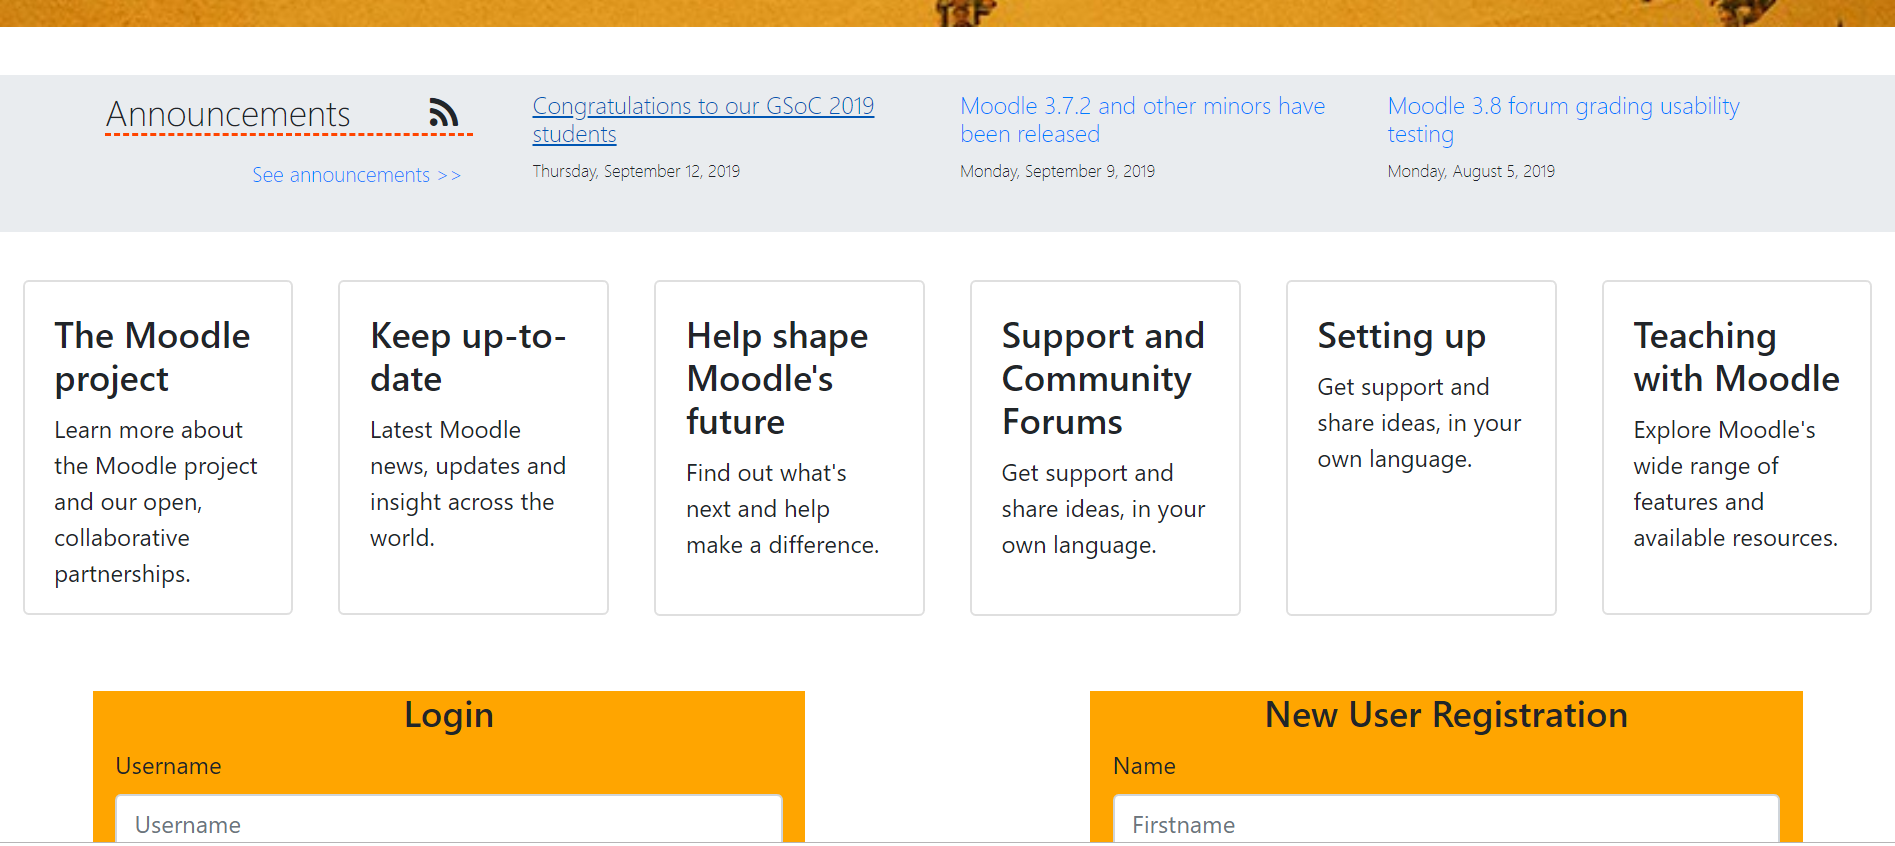 Announcements
See announcements >>
Congratulations to our GSoC 2019
students
Thursday, September 12, 2019
Moodle 3.7.2 and other minors have
been released
Monday, September 9, 2019
Moodle 3.8 forum grading usability
testing
Monday, August 5, 2019
The Moodle
project
Learn more about
the Moodle project
and our open,
collaborative
partnerships.
Keep up-to-
date
Latest Moodle
news, updates and
insight across the
world.
Help shape
Moodle's
future
Find out what's
next and help
make a difference.
Support and
Community
Forums
Get support and
share ideas, in your
own language.
Setting up
Get support and
share ideas, in your
own language.
Teaching
with Moodle
Explore Moodle's
wide range of
features and
available resources.
Login
Username
Username
New User Registration
Name
Firstname